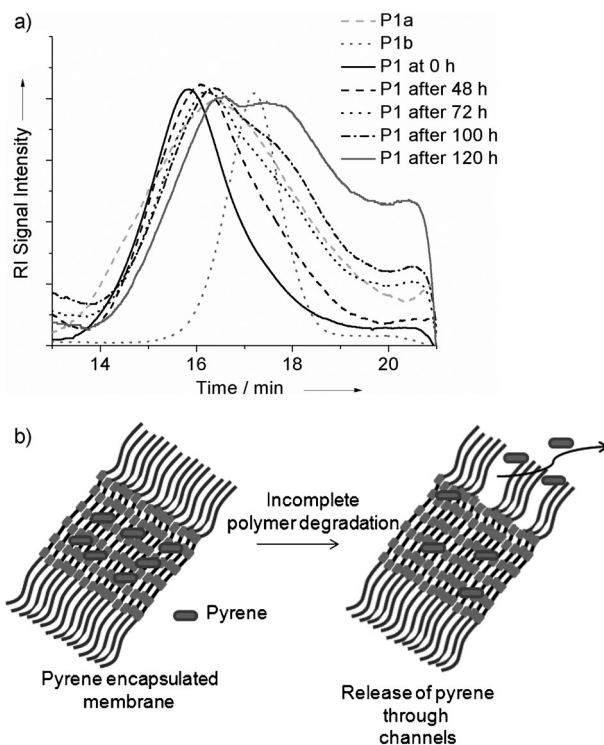 a)
P1a
P1b
P1 at 0 h
P1 after 48 h
P1 after 72 h
P1 after 100 h
P1 after 120 h
RI Signal Intensity
14 16 18 20
Time / min
b)
Incomplete
polymer degradation
Pyrene
Pyrene encapsulated
membrane
Release of pyrene
through
channels